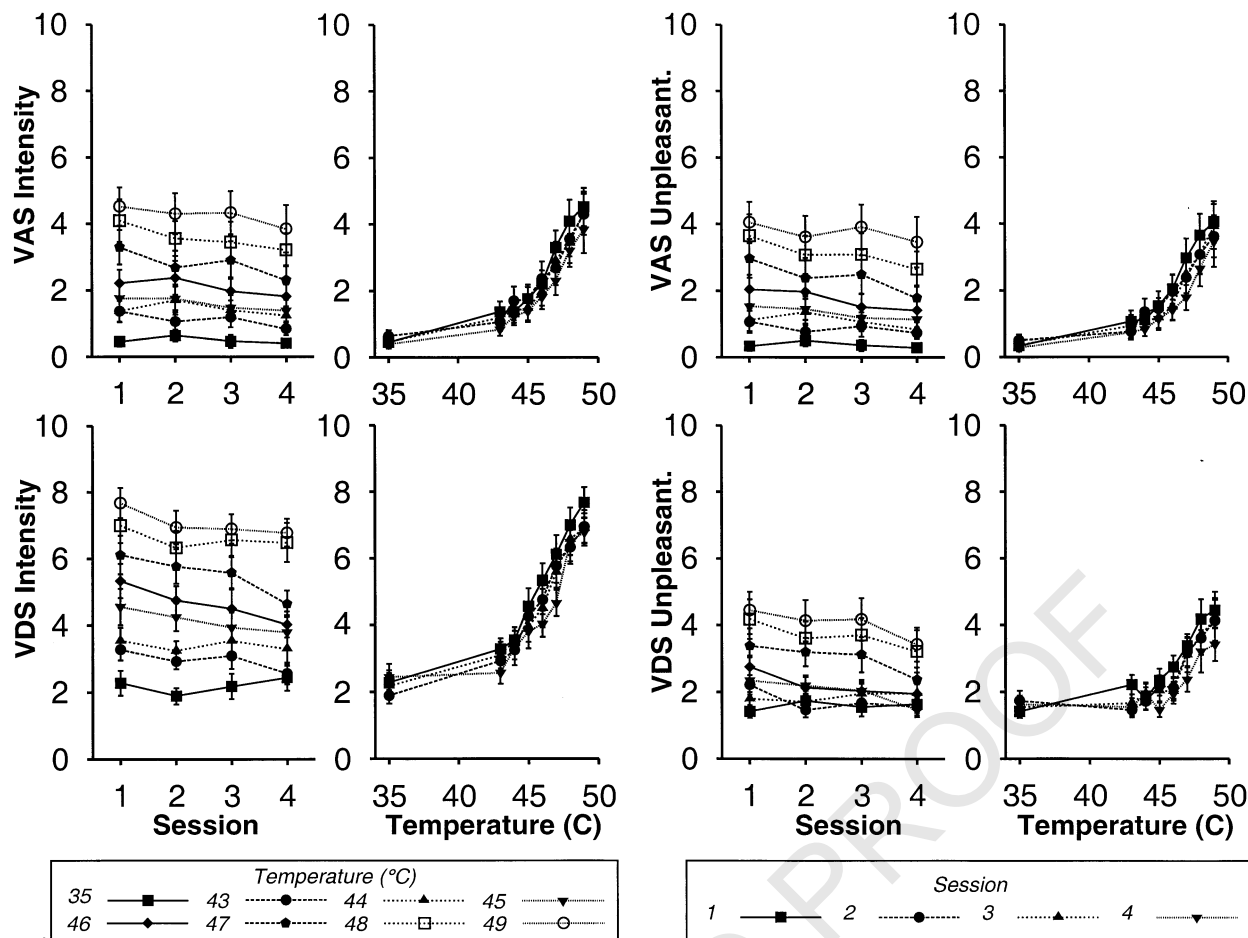 10 10 10 10
8 8 8 8
6 6 6 6
4 4 4 4
2 2 2 2
0 0 0 0
VAS Intensity
VAS Unpleasant.
1 2 3 4 35 40 45 50 1 2 3 4 35 40 45 50
10 10 10 10
8 8 8 8
6 6 6 6
4 4 4 4
2 2 2 2
0 0 0 0
VDS Intensity
VDS Unpleasant.
1 2 3 4 35 40 45 50 1 2 3 4 35 40 45 50
Session Temperature (C) Session Temperature (C)
Temperature (°C)
35 43 44 45
46 47 48 49
Session
1 2 3 4
PROOF